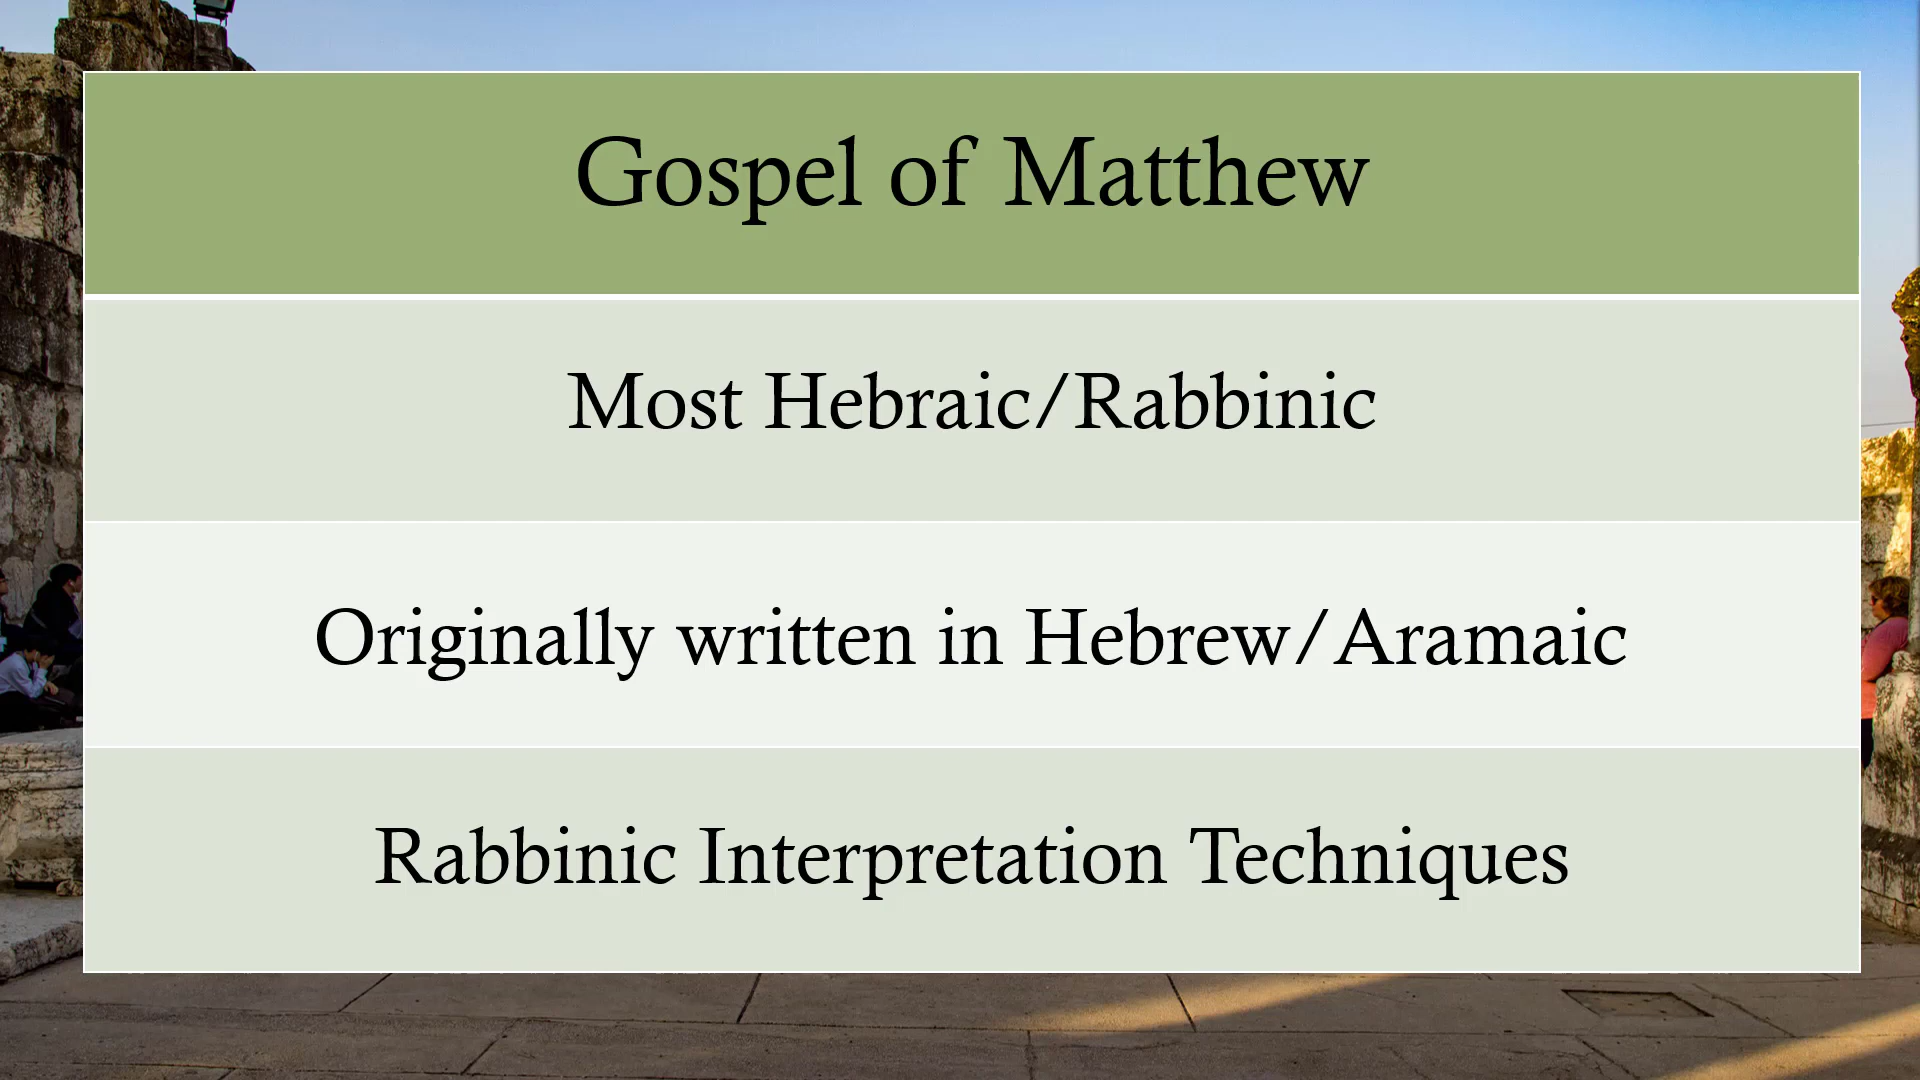 Gospel of Matthew
Most Hebraic/Rabbinic
Originally written in Hebrew/Aramaic
Rabbinic Interpretation Techniques